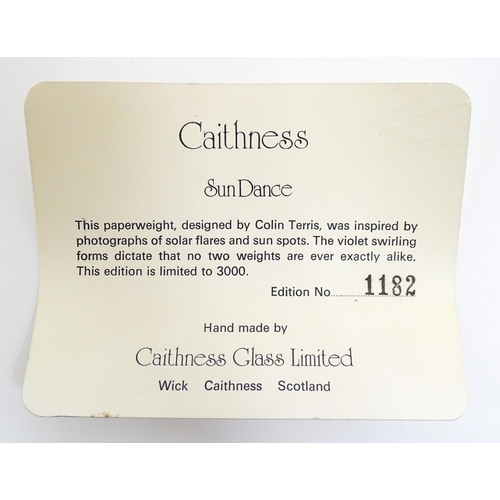 Caithness
Sun Dance
This paperweight, designed by Colin Terris, was inspired by
photographs of solar flares and sun spots. The violet swirling
forms dictate that no two weights are ever exactly alike.
This edition is limited to 3000.
Edition No. 1182
Hand made by
Caithness Glass Limited
Wick Caithness Scotland